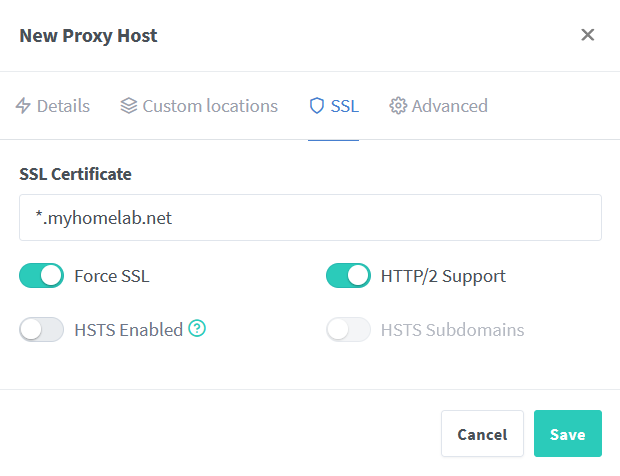 New Proxy Host
Details Custom locations SSL Advanced
SSL Certificate
*.myhomelab.net
Force SSL HTTP/2 Support
HSTS Enabled ? HSTS Subdomains
Cancel Save